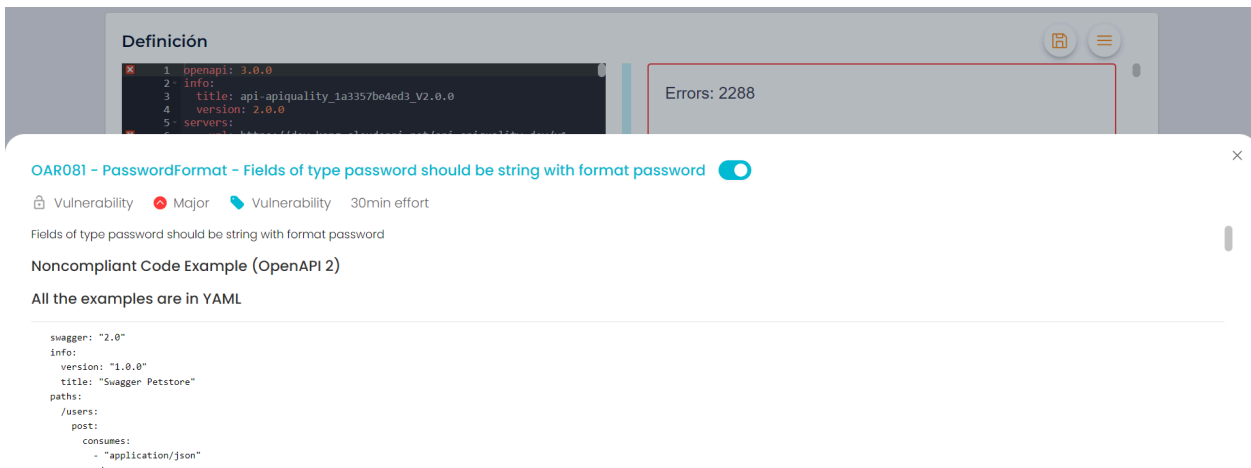 Definición
1 openapi: 3.0.0
2 info:
3 title: api-apiquality_1a3357be4ed3_V2.0.0
4 version: 2.0.0
5 servers:
Errors: 2288
OAR081 - PasswordFormat - Fields of type password should be string with format password
Vulnerability Major Vulnerability 30min effort
Fields of type password should be string with format password
Noncompliant Code Example (OpenAPI 2)
All the examples are in YAML
swagger: "2.0"
info:
version: "1.0.0"
title: "Swagger Petstore"
paths:
/users:
post:
consumes:
- "application/json"